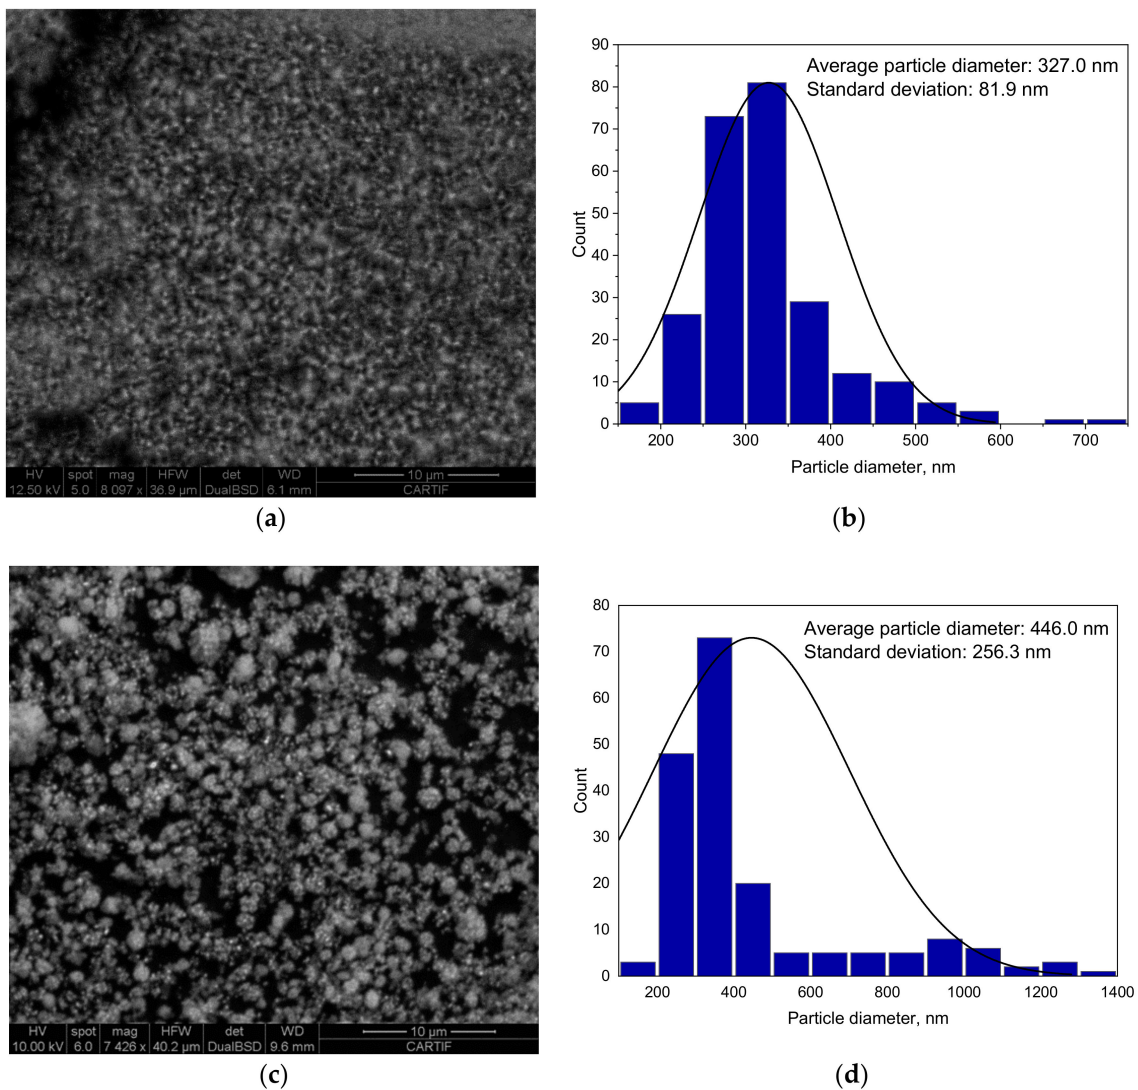 HV spot mag HFW det WD 10 µm
12.50 kV 5.0 8 097 x 36.9 µm DualBSD 6.1 mm CARTIF
(a)
Average particle diameter: 327.0 nm
Standard deviation: 81.9 nm
90
80
70
60
50
40
30
20
10
0
Count
200 300 400 500 600 700
Particle diameter, nm
(b)
HV spot mag HFW det WD 10 µm
10.00 kV 6.0 7 426 x 40.2 µm DualBSD 9.6 mm CARTIF
(c)
Average particle diameter: 446.0 nm
Standard deviation: 256.3 nm
80
70
60
50
40
30
20
10
0
Count
200 400 600 800 1000 1200 1400
Particle diameter, nm
(d)